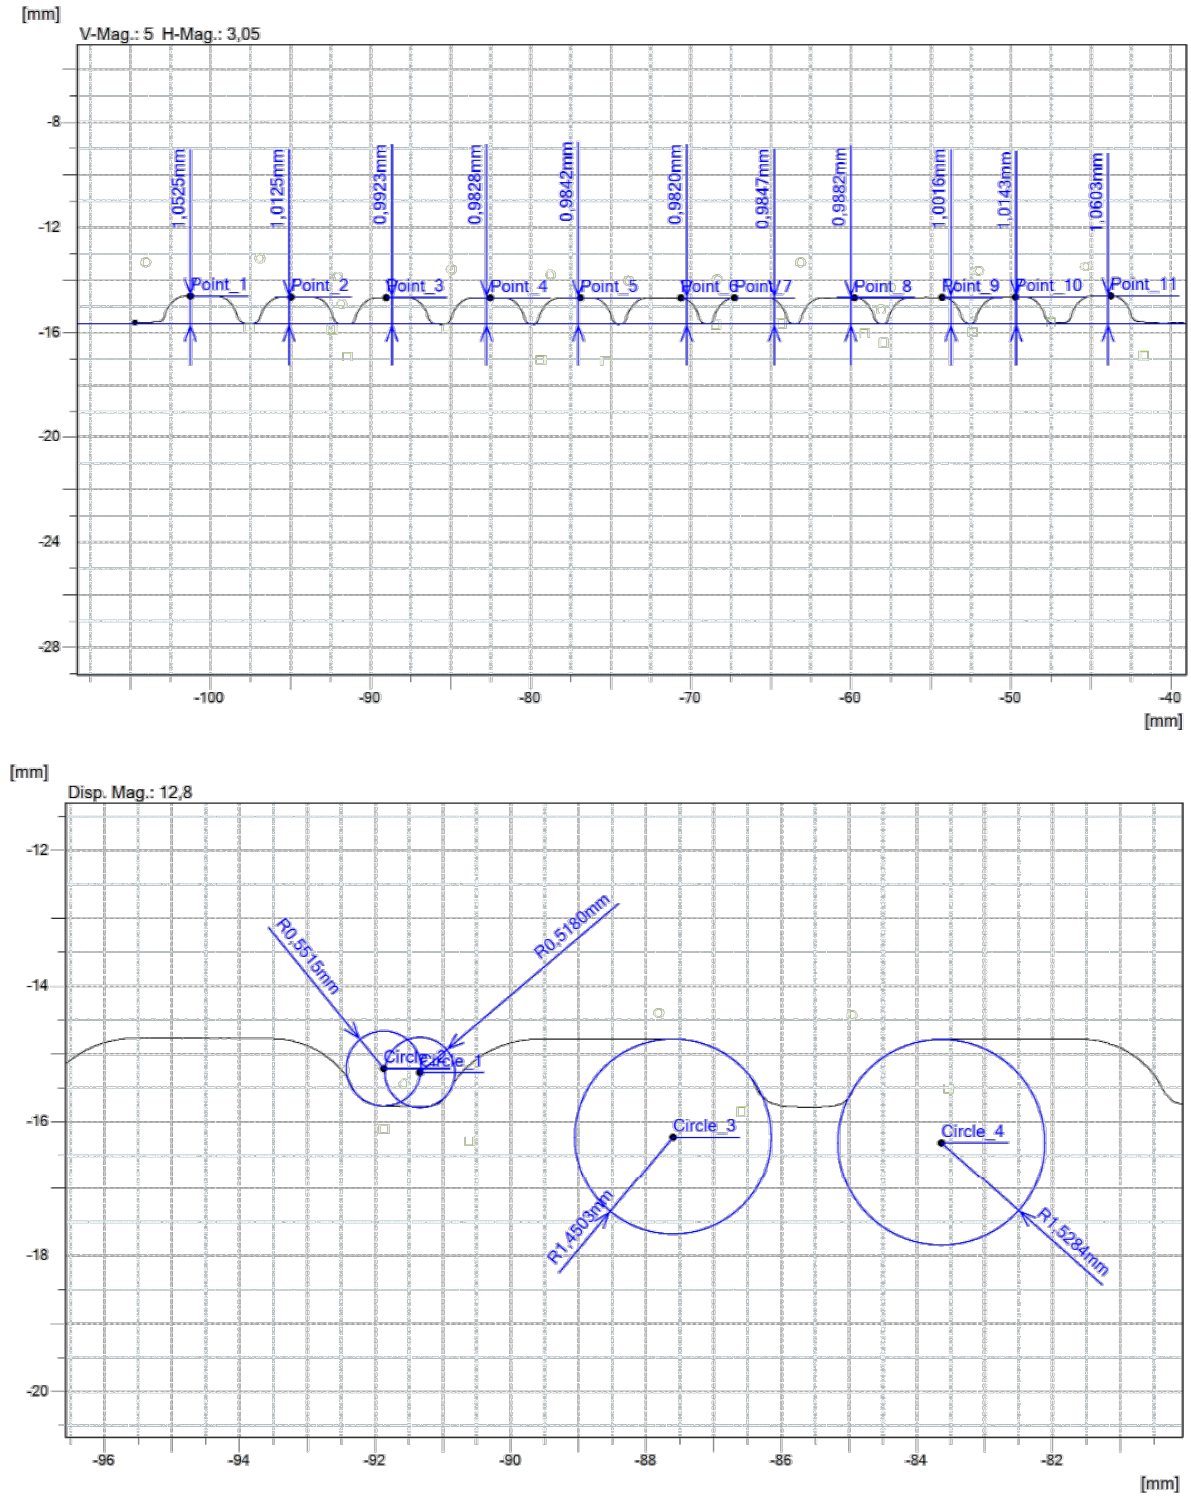 [mm]
V-Mag.: 5 H-Mag.: 3,05
-8
-12
-16
-20
-24
-28
1,0525mm
1,0125mm
0,9923mm
0,9828mm
0,9842mm
0,9820mm
0,9847mm
0,9882mm
1,0016mm
1,0143mm
1,0603mm
Point_1
Point_2
Point_3
Point_4
Point_5
Point_6
Point_7
Point_8
Point_9
Point_10
Point_11
-100
-90
-80
-70
-60
-50
-40
[mm]
[mm]
Disp. Mag.: 12,8
-12
-14
-16
-18
-20
R0,5515mm
R0,5180mm
Circle_2
Circle_1
Circle_3
Circle_4
R1,4503mm
R1,5284mm
-96
-94
-92
-90
-88
-86
-84
-82
[mm]